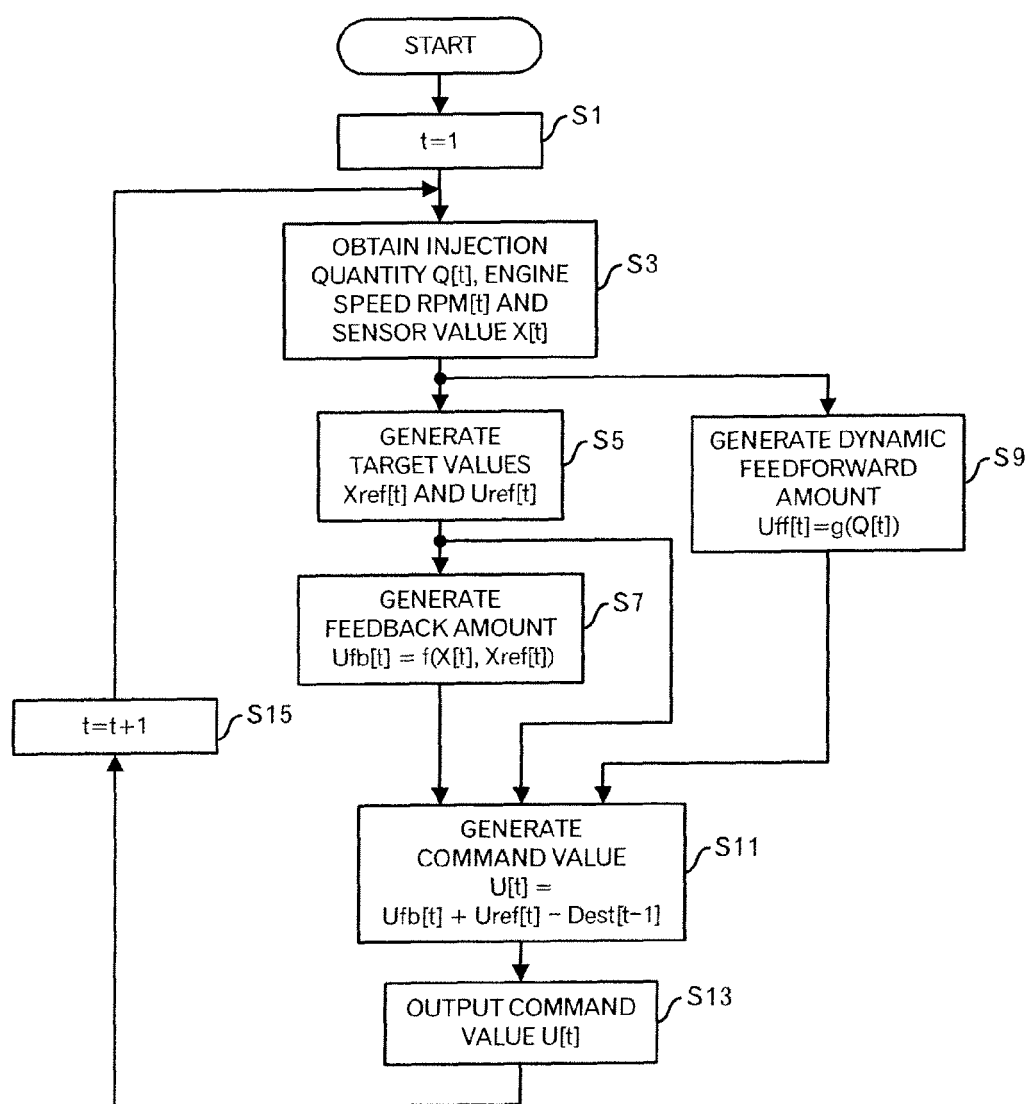 START
t=1
S1
OBTAIN INJECTION
QUANTITY Q[t], ENGINE
SPEED RPM[t] AND
SENSOR VALUE X[t]
S3
GENERATE
TARGET VALUES
Xref[t] AND Uref[t]
S5
GENERATE DYNAMIC
FEEDFORWARD
AMOUNT
Uff[t]=g(Q[t])
S9
GENERATE
FEEDBACK AMOUNT
Ufb[t] = f(X[t], Xref[t])
S7
t=t+1
S15
GENERATE
COMMAND VALUE
U[t] =
Ufb[t] + Uref[t] - Dest[t-1]
S11
OUTPUT COMMAND
VALUE U[t]
S13